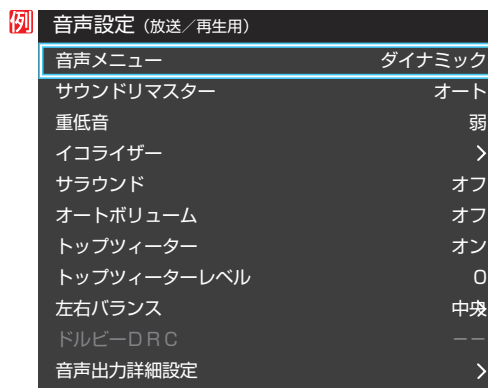 例 音声設定（放送／再生用）
音声メニュー ダイナミック
サウンドリマスター オート
重低音 弱
イコライザー >
サラウンド オフ
オートボリューム オフ
トップツィーター オン
トップツィーターレベル 0
左右バランス 中央>
ドルビーDRC −−
音声出力詳細設定 >